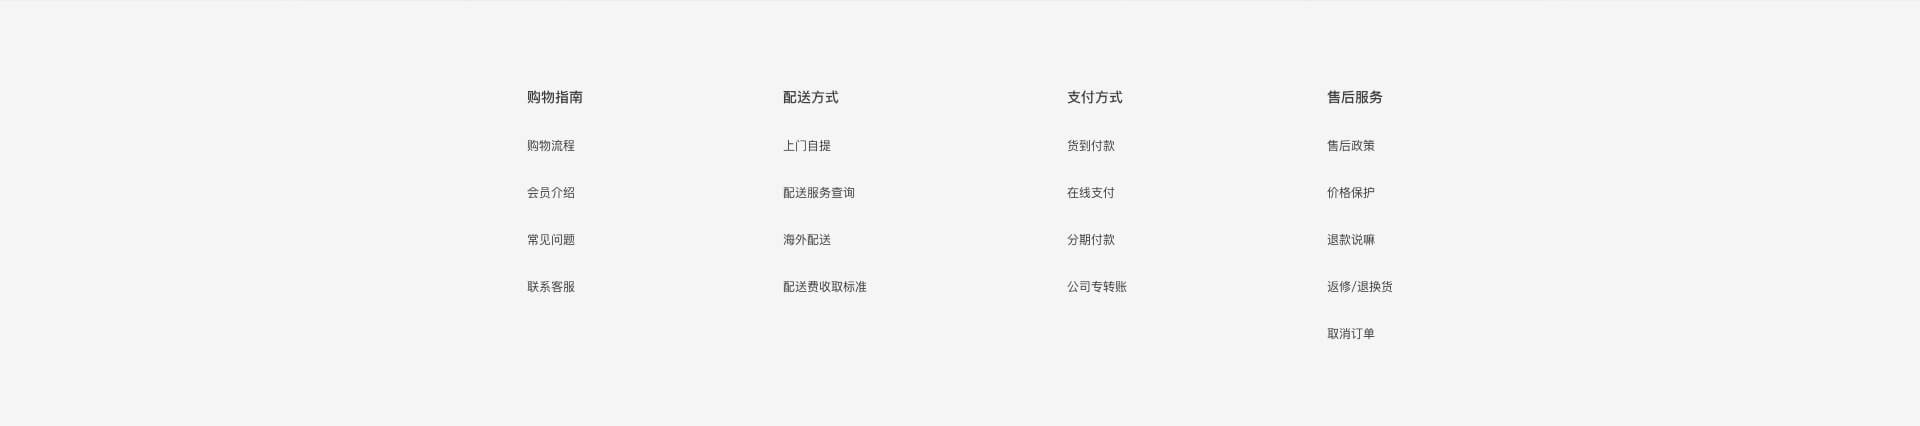 购物指南
购物流程
会员介绍
常见问题
联系客服
配送方式
上门自提
配送服务查询
海外配送
配送费收取标准
支付方式
货到付款
在线支付
分期付款
公司专转账
售后服务
售后政策
价格保护
退款说嘛
返修/退换货
取消订单